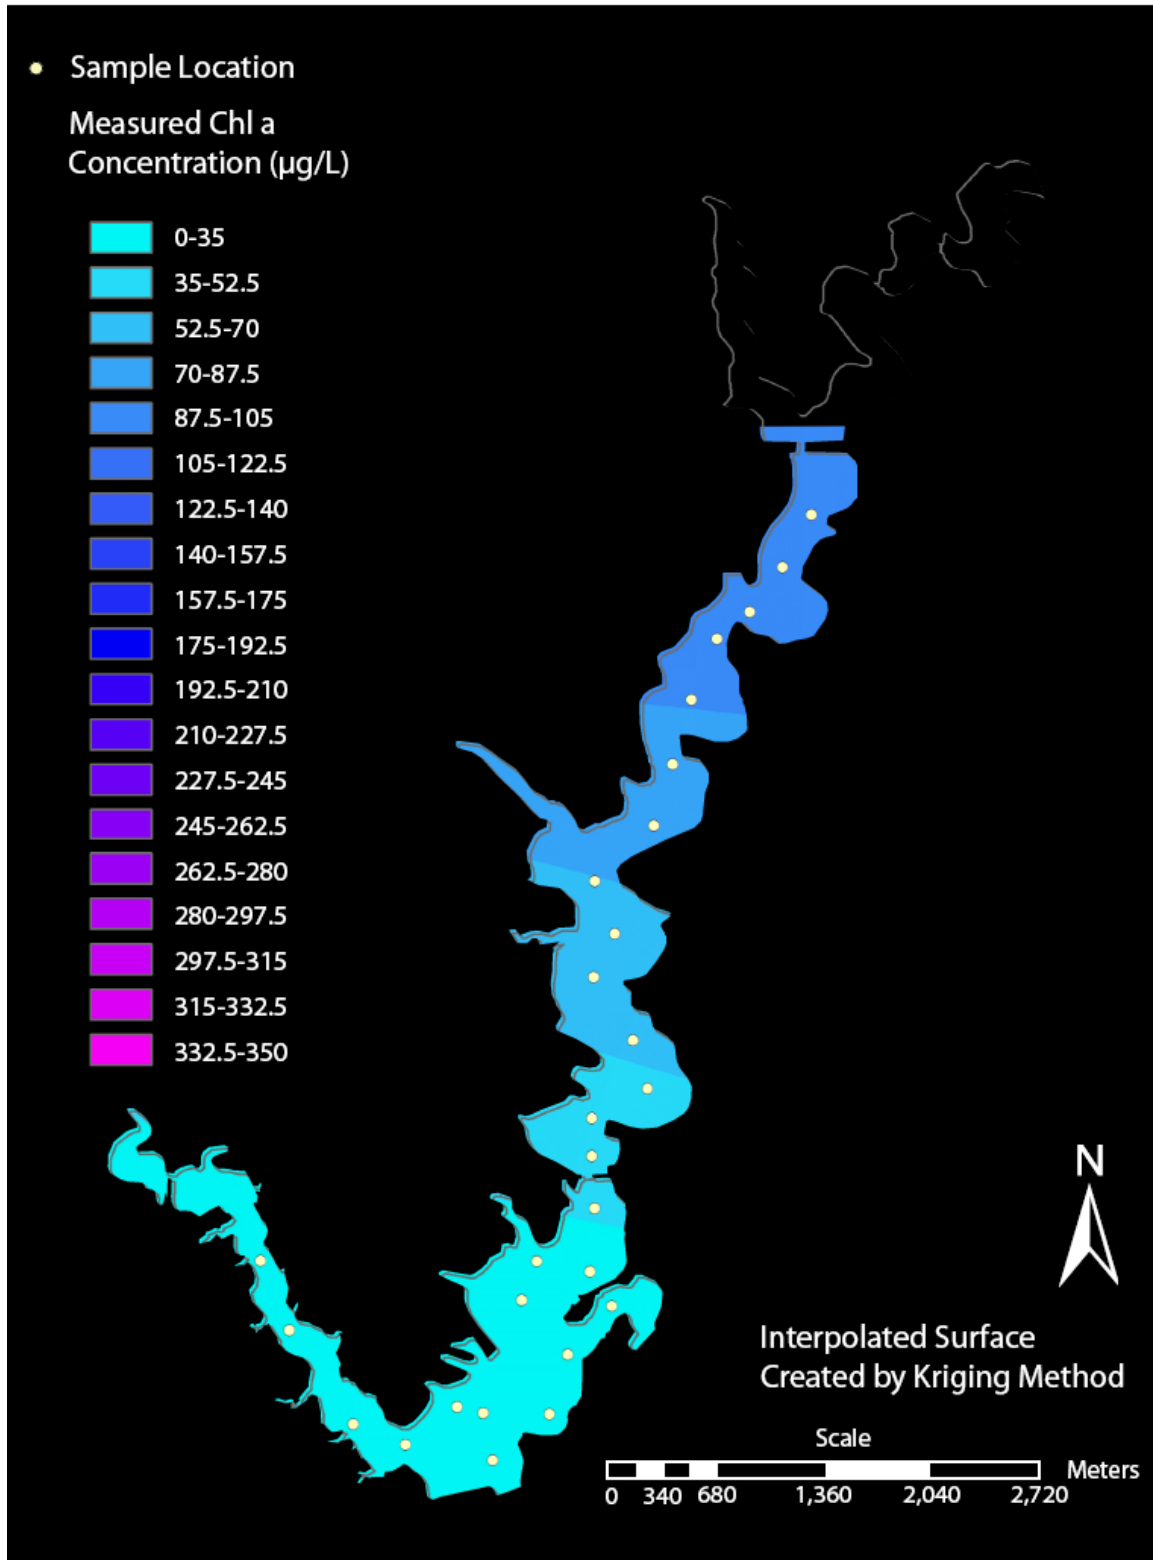 Sample Location
Measured Chl a
Concentration (µg/L)
0-35
35-52.5
52.5-70
70-87.5
87.5-105
105-122.5
122.5-140
140-157.5
157.5-175
175-192.5
192.5-210
210-227.5
227.5-245
245-262.5
262.5-280
280-297.5
297.5-315
315-332.5
332.5-350
N
Interpolated Surface
Created by Kriging Method
Scale
Meters
0 340 680 1,360 2,040 2,720